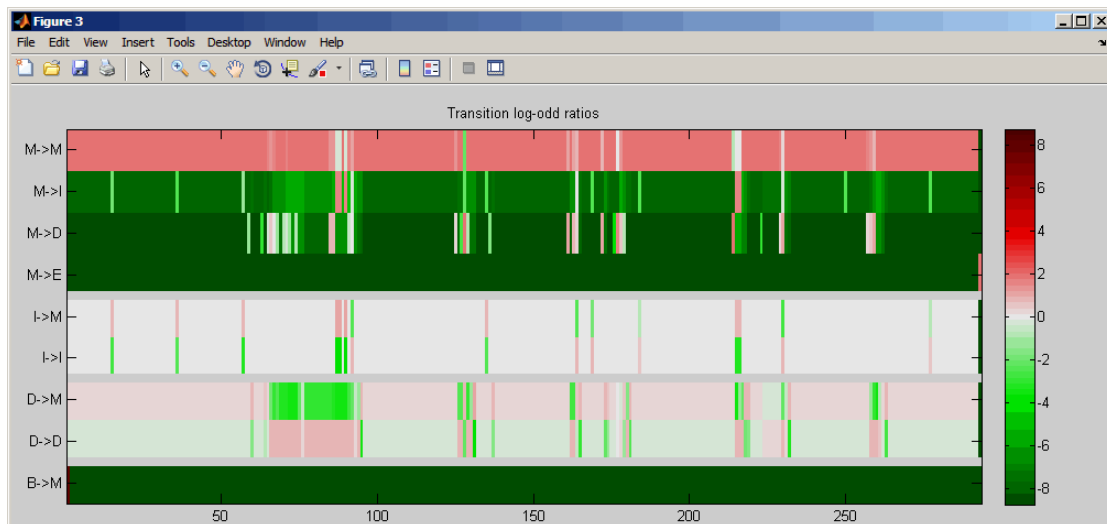 Figure 3
File Edit View Insert Tools Desktop Window Help
Transition log-odd ratios
M->M
M->I
M->D
M->E
I->M
I->I
D->M
D->D
B->M
50 100 150 200 250
8
6
4
2
0
-2
-4
-6
-8